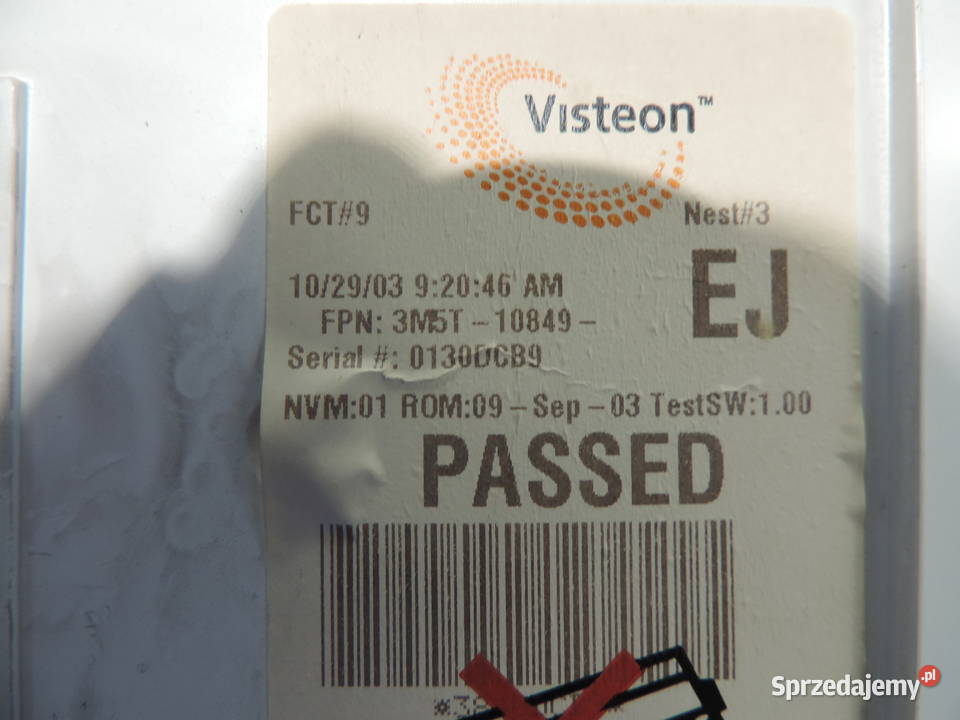 Visteon™
FCT#9 Nest#3
EJ
10/29/03 9:20:46 AM
FPN: 3M5T-10849-
Serial #: 0130DCB9
NVM:01 ROM:09-Sep-03 TestSW:1.00
PASSED
Sprzedajemy.pl